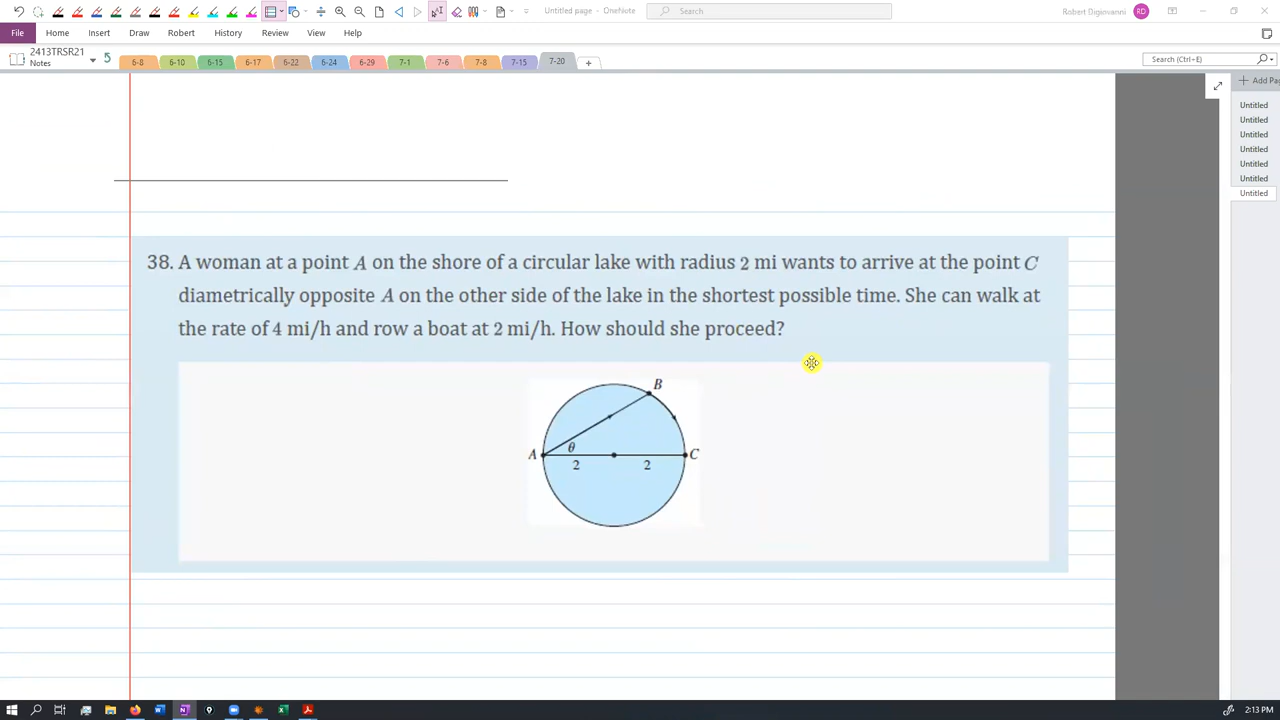 Untitled page - OneNote
Search
Robert Digiovanni
RD
File
Home
Insert
Draw
Robert
History
Review
View
Help
2413TRSR21
Notes
6-8
6-10
6-15
6-17
6-22
6-24
6-29
7-1
7-6
7-8
7-15
7-20
Search (Ctrl+E)
Add Pag
Untitled
Untitled
Untitled
Untitled
Untitled
Untitled
Untitled
38. A woman at a point A on the shore of a circular lake with radius 2 mi wants to arrive at the point C
diametrically opposite A on the other side of the lake in the shortest possible time. She can walk at
the rate of 4 mi/h and row a boat at 2 mi/h. How should she proceed?
B
θ
A
C
2
2
2:13 PM